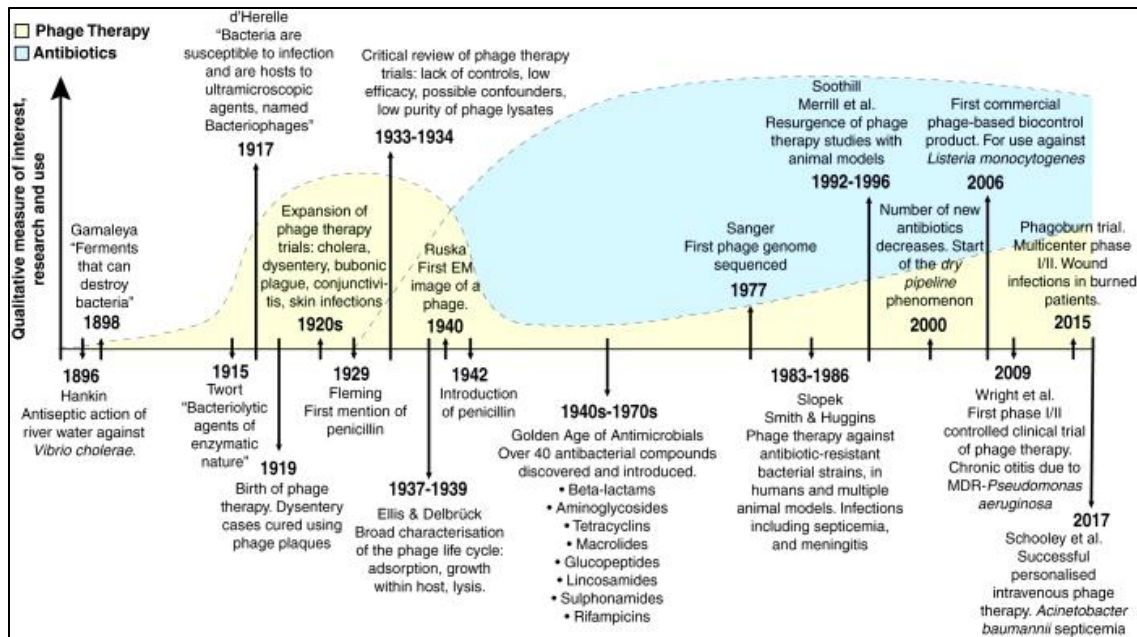 Phage Therapy
Antibiotics
Qualitative measure of interest,
research and use
1896
Hankin
Antiseptic action of
river water against
Vibrio cholerae.
Gamaleya
"Ferments
that can
destroy
bacteria"
1898
1915
Twort
"Bacteriolytic
agents of
enzymatic
nature"
d'Herelle
"Bacteria are
susceptible to infection
and are hosts to
ultramicroscopic
agents, named
Bacteriophages"
1917
1919
Birth of phage
therapy. Dysentery
cases cured using
phage plaques
Expansion of
phage therapy
trials: cholera,
dysentery, bubonic
plague, conjunctivi-
tis, skin infections
1920s
1929
Fleming
First mention of
penicillin
Critical review of phage therapy
trials: lack of controls, low
efficacy, possible confounders,
low purity of phage lysates
1933-1934
1937-1939
Ellis & Delbrück
Broad characterisation
of the phage life cycle:
adsorption, growth
within host, lysis.
Ruska
First EM
image of a
phage.
1940
1942
Introduction
of penicillin
1940s-1970s
Golden Age of Antimicrobials
Over 40 antibacterial compounds
discovered and introduced.
• Beta-lactams
• Aminoglycosides
• Tetracyclins
• Macrolides
• Glucopeptides
• Lincosamides
• Sulphonamides
• Rifampicins
Sanger
First phage genome
sequenced
1977
1983-1986
Slopek
Smith & Huggins
Phage therapy against
antibiotic-resistant
bacterial strains, in
humans and multiple
animal models. Infections
including septicemia,
and meningitis
Soothill
Merrill et al.
Resurgence of phage
therapy studies with
animal models
1992-1996
Number of new
antibiotics
decreases. Start
of the dry
pipeline
phenomenon
2000
First commercial
phage-based biocontrol
product. For use against
Listeria monocytogenes
2006
2009
Wright et al.
First phase I/II
controlled clinical trial
of phage therapy.
Chronic otitis due to
MDR-Pseudomonas
aeruginosa
Phagoburn trial.
Multicenter phase
I/II. Wound
infections in burned
patients.
2015
2017
Schooley et al.
Successful
personalised
intravenous phage
therapy. Acinetobacter
baumannii septicemia